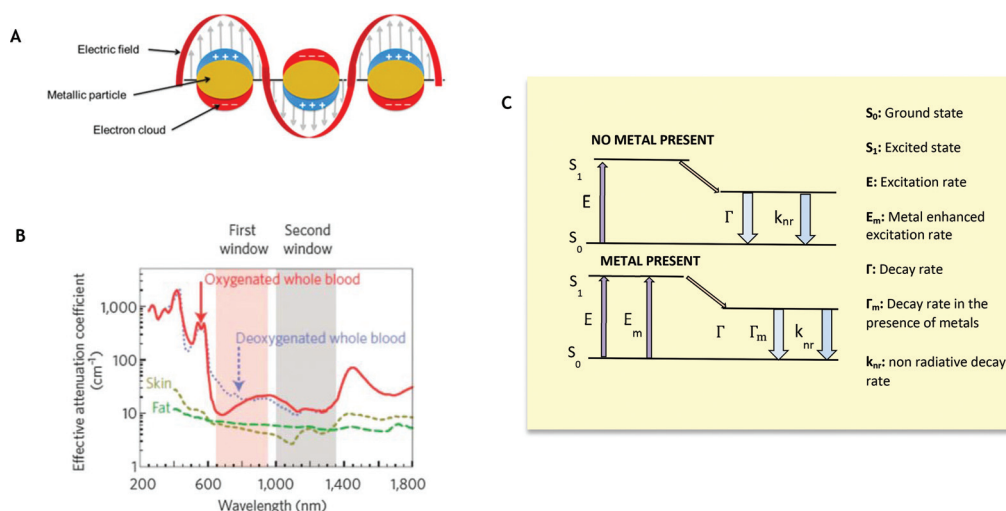 A
Electric field
Metallic particle
Electron cloud
+ + +
– – –
+ + +
– – –
+ + +
– – –
B
First
window
Second
window
Oxygenated whole blood
Deoxygenated whole blood
Skin
Fat
Effective attenuation coefficient
(cm⁻¹)
1,000
100
10
1
200
600
1,000
1,400
1,800
Wavelength (nm)
C
NO METAL PRESENT
S₁
E
Γ
kₙᵣ
S₀
METAL PRESENT
S₁
E
Eₘ
Γ
Γₘ
kₙᵣ
S₀
S₀: Ground state
S₁: Excited state
E: Excitation rate
Eₘ: Metal enhanced
excitation rate
Γ: Decay rate
Γₘ: Decay rate in the
presence of metals
kₙᵣ: non radiative decay
rate